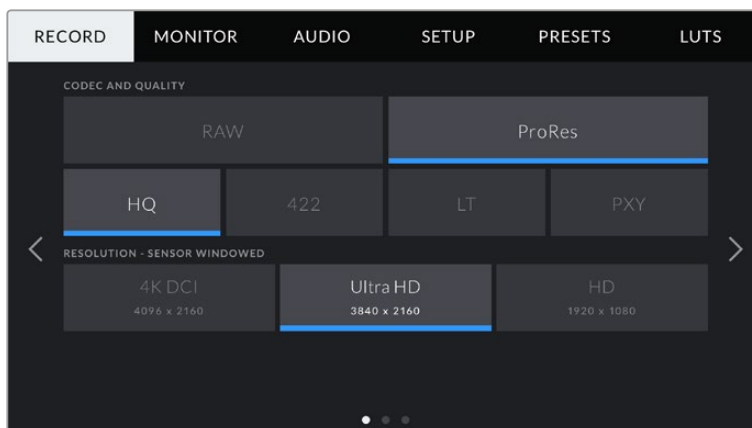 RECORD MONITOR AUDIO SETUP PRESETS LUTS
CODEC AND QUALITY
RAW ProRes
HQ 422 LT PXY
RESOLUTION - SENSOR WINDOWED
4K DCI Ultra HD HD
4096 x 2160 3840 x 2160 1920 x 1080